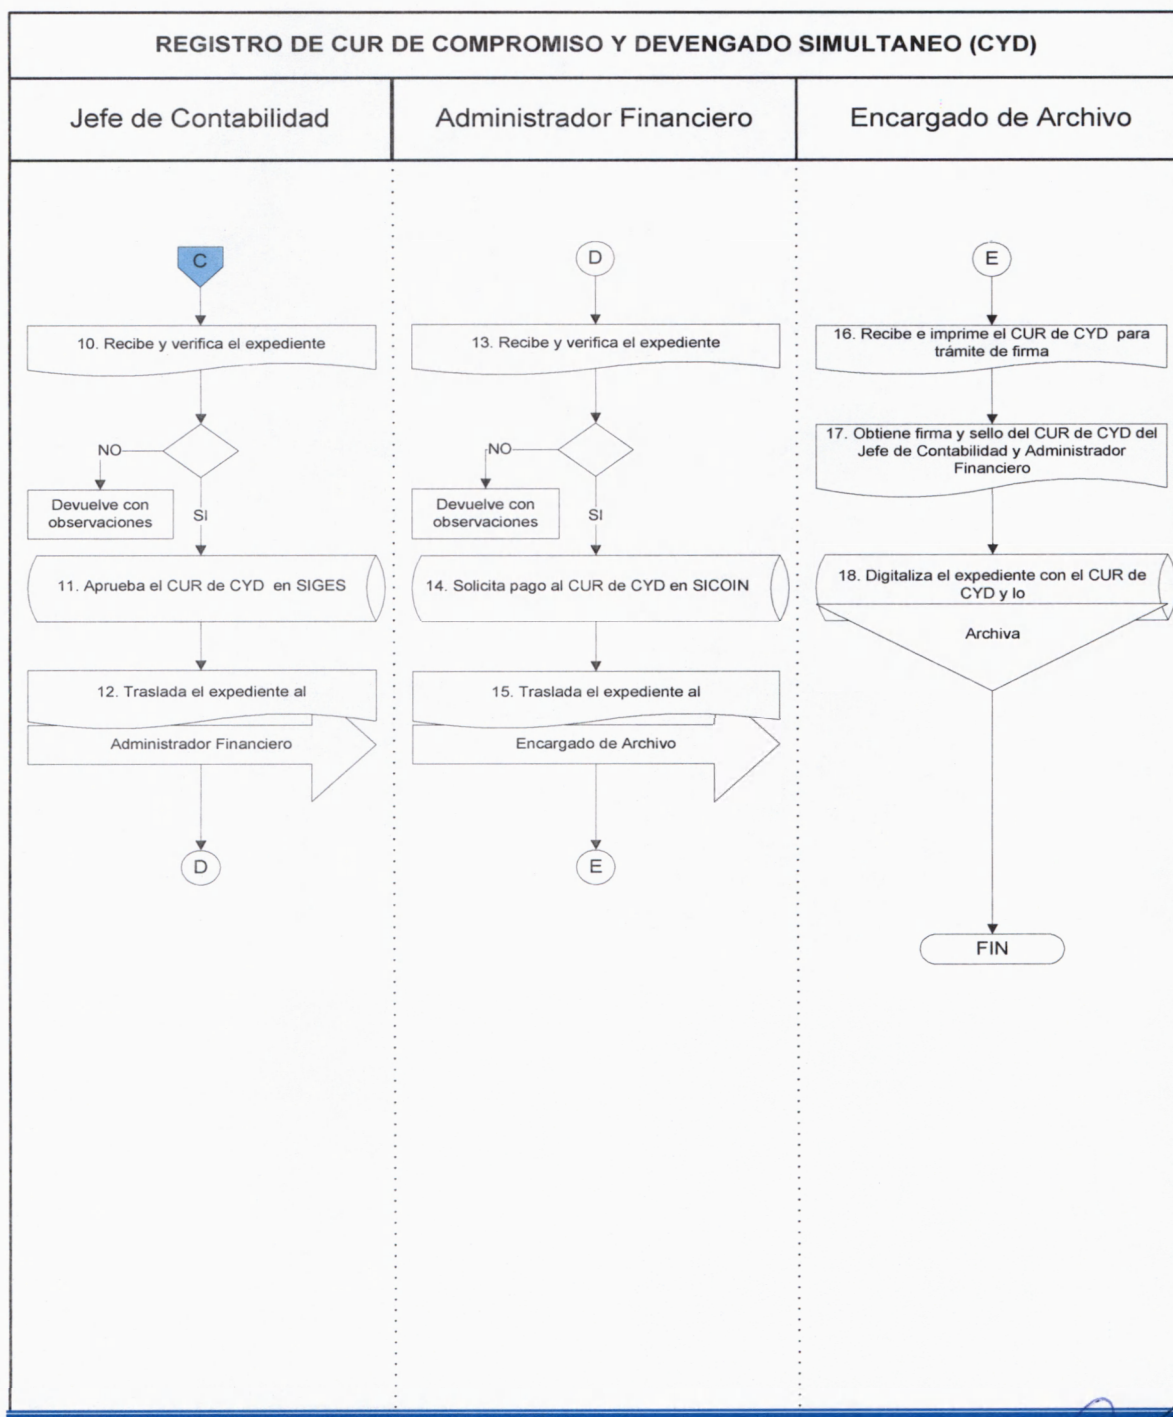 REGISTRO DE CUR DE COMPROMISO Y DEVENGADO SIMULTANEO (CYD)
Jefe de Contabilidad
Administrador Financiero
Encargado de Archivo
C
10. Recibe y verifica el expediente
NO
Devuelve con
observaciones
SI
11. Aprueba el CUR de CYD en SIGES
12. Traslada el expediente al
Administrador Financiero
D
D
13. Recibe y verifica el expediente
NO
Devuelve con
observaciones
SI
14. Solicita pago al CUR de CYD en SICOIN
15. Traslada el expediente al
Encargado de Archivo
E
E
16. Recibe e imprime el CUR de CYD para
trámite de firma
17. Obtiene firma y sello del CUR de CYD del
Jefe de Contabilidad y Administrador
Financiero
18. Digitaliza el expediente con el CUR de
CYD y lo
Archiva
FIN